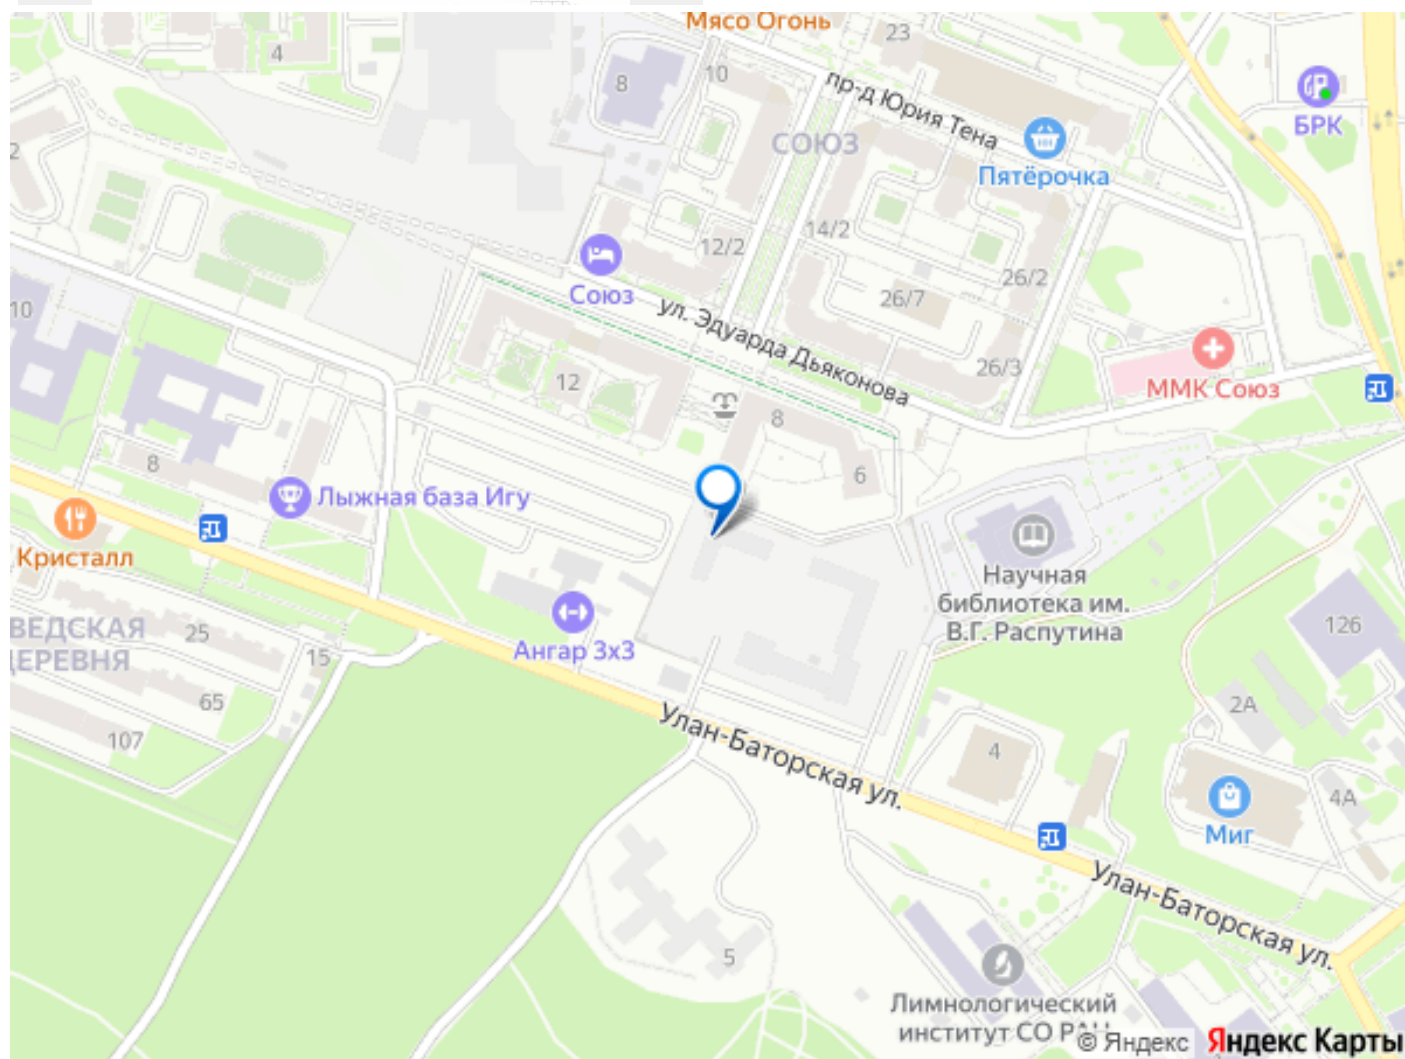 Мясо Огонь
23
4
8
10
пр-д Юрия Тена
БРК
СОЮЗ
Пятёрочка
2
14/2
12/2
26/2
Союз
26/7
10
ул. Эдуарда Дьяконова
26/3
ММК Союз
12
8
8
6
Лыжная база Игу
Кристалл
Научная
библиотека им.
В.Г. Распутина
ВЕДСКАЯ
ДЕРЕВНЯ
25
15
Ангар 3х3
126
65
107
2А
Улан-Баторская ул.
4
4А
Миг
Улан-Баторская ул.
5
Лимнологический
институт СО РАН
© Яндекс Яндекс Карты